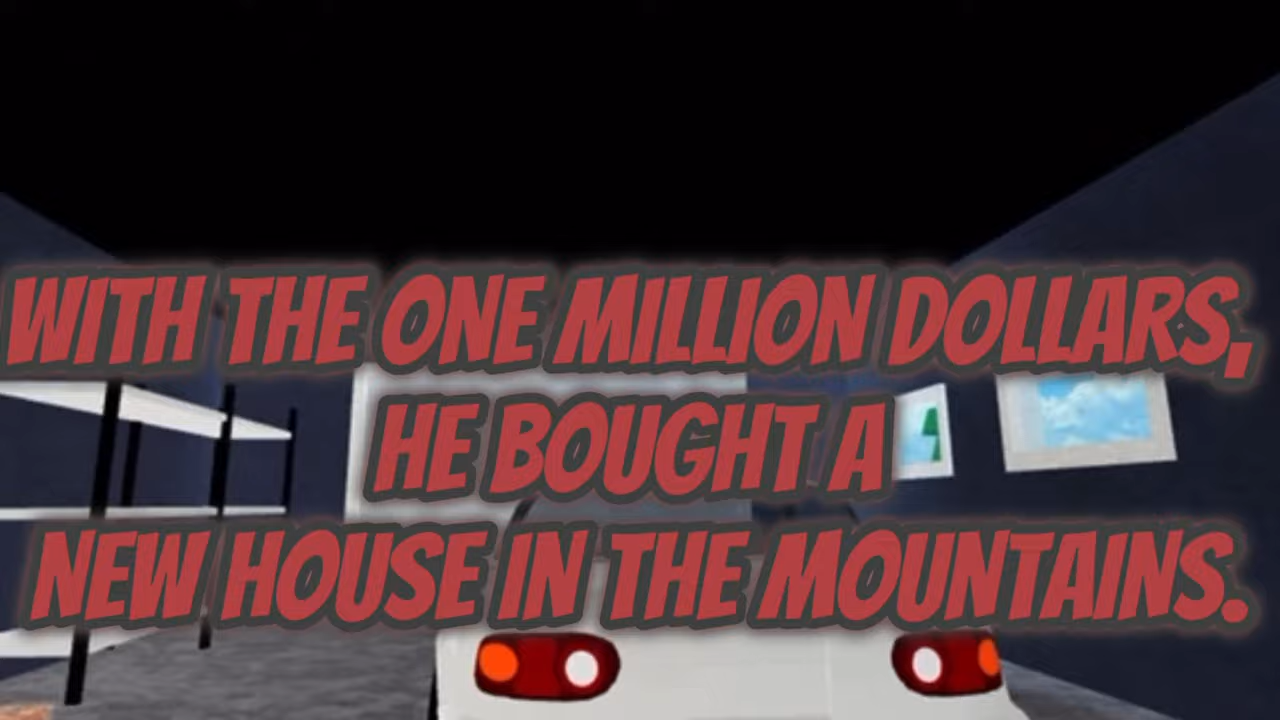 WITH THE ONE MILLION DOLLARS,
HE BOUGHT A
NEW HOUSE IN THE MOUNTAINS.